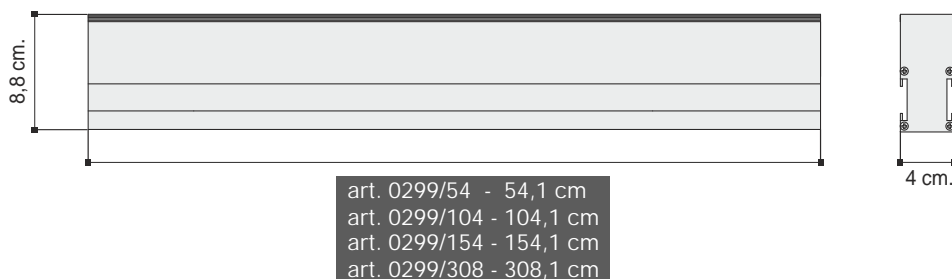 8,8 cm.
4 cm.
art. 0299/54 - 54,1 cm
art. 0299/104 - 104,1 cm
art. 0299/154 - 154,1 cm
art. 0299/308 - 308,1 cm